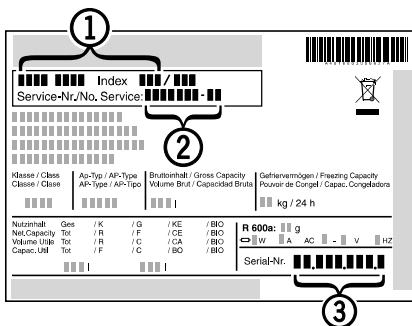 1
Index /
Service-Nr./No. Service: -
2
Klasse / Class
Classe / Clase
Ap-Typ / AP-Type
AP-Type / AP-Tipo
Bruttoinhalt / Gross Capacity
Volume Brut / Capacidad Bruta
Gefriervermögen / Freezing Capacity
Pouvoir de Congel / Capac. Congeladora
l
kg / 24 h
Nutzinhalt Ges / K / G / KE / BIO
Net.Capacity Tot / R / F / CE / BIO
Volume Utile Tot / R / C / CA / BIO
Capac. Util Tot / F / C / BO / BIO
l l
R 600a: g
W A AC - V HZ
Serial-Nr. . .
3